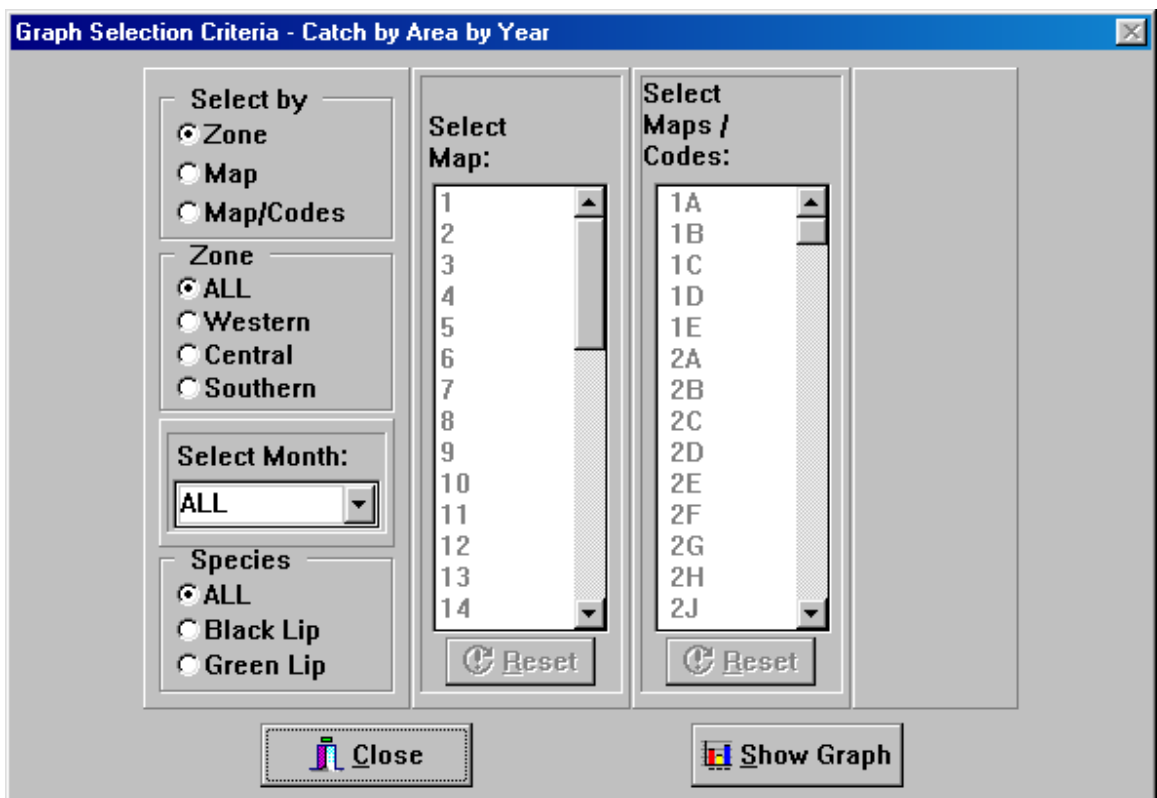 Graph Selection Criteria - Catch by Area by Year
Select by
Zone
Map
Map/Codes
Zone
ALL
Western
Central
Southern
Select Month:
ALL
Species
ALL
Black Lip
Green Lip
Select
Map:
1
2
3
4
5
6
7
8
9
10
11
12
13
14
Reset
Select
Maps /
Codes:
1A
1B
1C
1D
1E
2A
2B
2C
2D
2E
2F
2G
2H
2J
Reset
Close
Show Graph